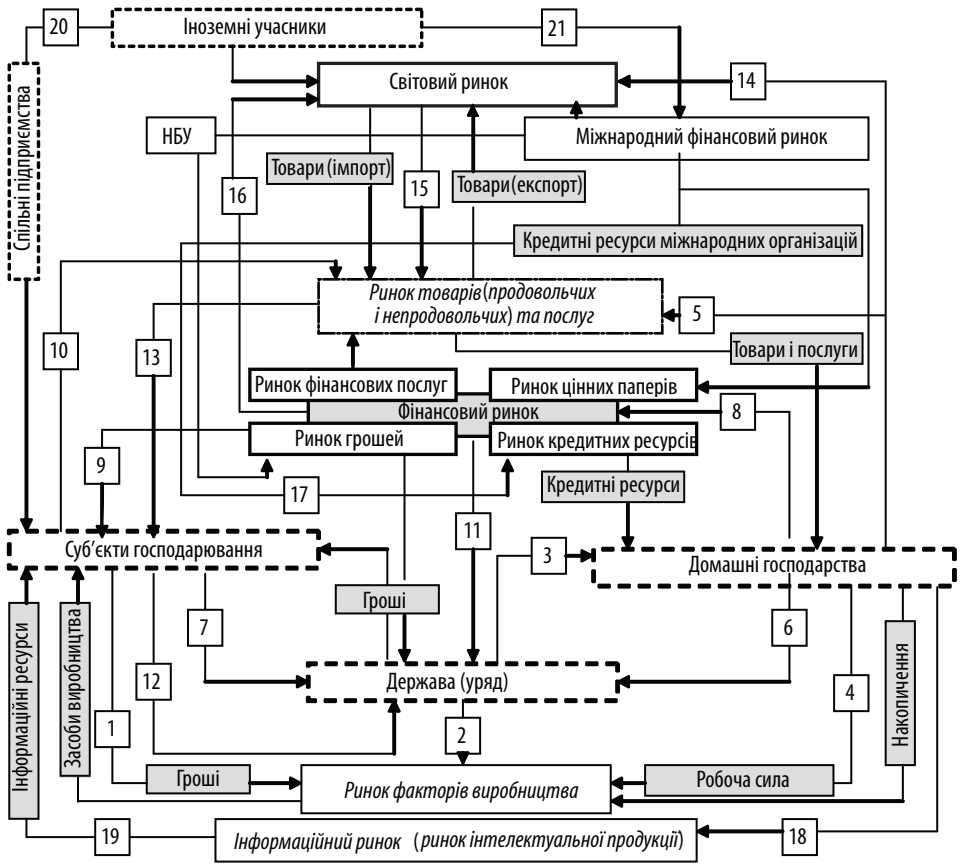 20
Іноземні учасники
21
Світовий ринок
14
Спільні підприємства
НБУ
Міжнародний фінансовий ринок
Товари (імпорт)
16
15
Товари(експорт)
Кредитні ресурси міжнародних організацій
Ринок товарів(продовольчих
і непродовольчих) та послуг
5
10
13
Товари і послуги
Ринок фінансових послуг
Ринок цінних паперів
Фінансовий ринок
8
Ринок грошей
Ринок кредитних ресурсів
9
17
Кредитні ресурси
11
3
Суб’єкти господарювання
Домашні господарства
Гроші
7
6
Інформаційні ресурси
Засоби виробництва
12
Держава (уряд)
4
Накопичення
1
2
Гроші
Ринок факторів виробництва
Робоча сила
19
Інформаційний ринок (ринок інтелектуальної продукції)
18